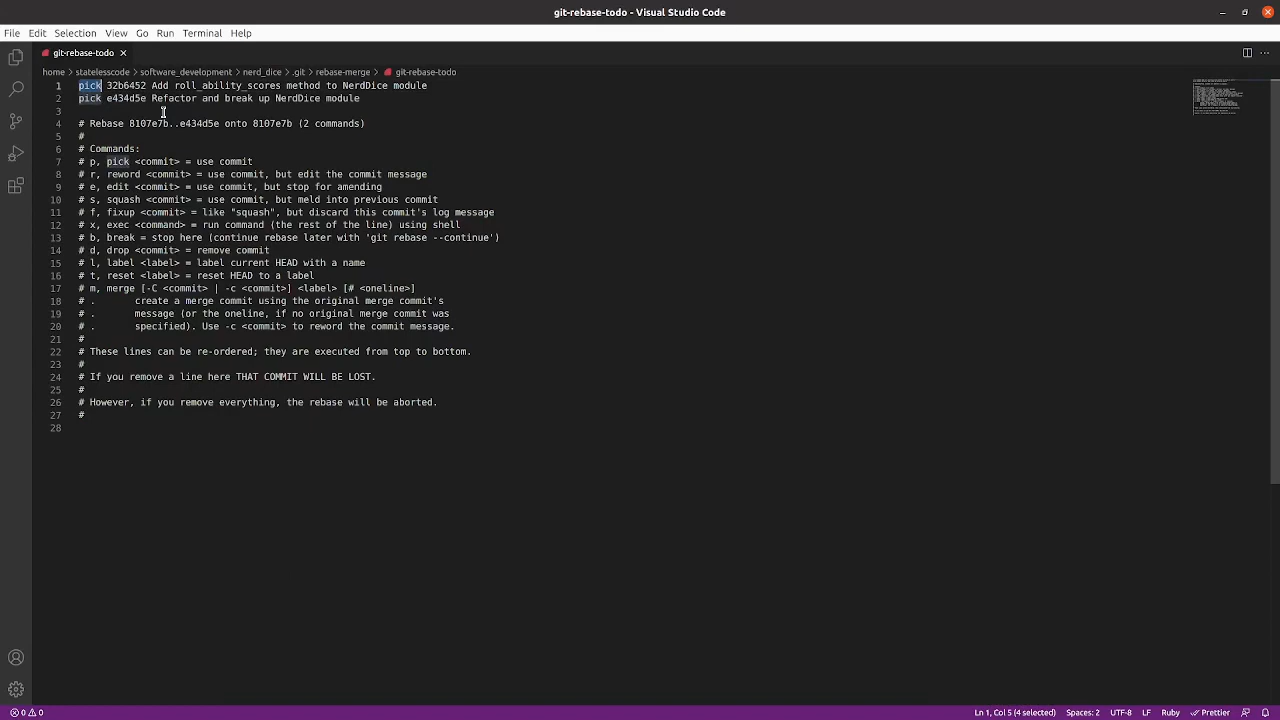 git-rebase-todo - Visual Studio Code
File Edit Selection View Go Run Terminal Help
git-rebase-todo
home > statelesscode > software_development > nerd_dice > .git > rebase-merge > git-rebase-todo
1 pick 32b6452 Add roll_ability_scores method to NerdDice module
2 pick e434d5e Refactor and break up NerdDice module
3
4 # Rebase 8107e7b..e434d5e onto 8107e7b (2 commands)
5 #
6 # Commands:
7 # p, pick <commit> = use commit
8 # r, reword <commit> = use commit, but edit the commit message
9 # e, edit <commit> = use commit, but stop for amending
10 # s, squash <commit> = use commit, but meld into previous commit
11 # f, fixup <commit> = like "squash", but discard this commit's log message
12 # x, exec <command> = run command (the rest of the line) using shell
13 # b, break = stop here (continue rebase later with 'git rebase --continue')
14 # d, drop <commit> = remove commit
15 # l, label <label> = label current HEAD with a name
16 # t, reset <label> = reset HEAD to a label
17 # m, merge [-C <commit> | -c <commit>] <label> [# <oneline>]
18 # .       create a merge commit using the original merge commit's
19 # .       message (or the oneline, if no original merge commit was
20 # .       specified). Use -c <commit> to reword the commit message.
21 #
22 # These lines can be re-ordered; they are executed from top to bottom.
23 #
24 # If you remove a line here THAT COMMIT WILL BE LOST.
25 #
26 # However, if you remove everything, the rebase will be aborted.
27 #
28
0 0 Ln 1, Col 5 (4 selected) Spaces: 2 UTF-8 LF Ruby Prettier